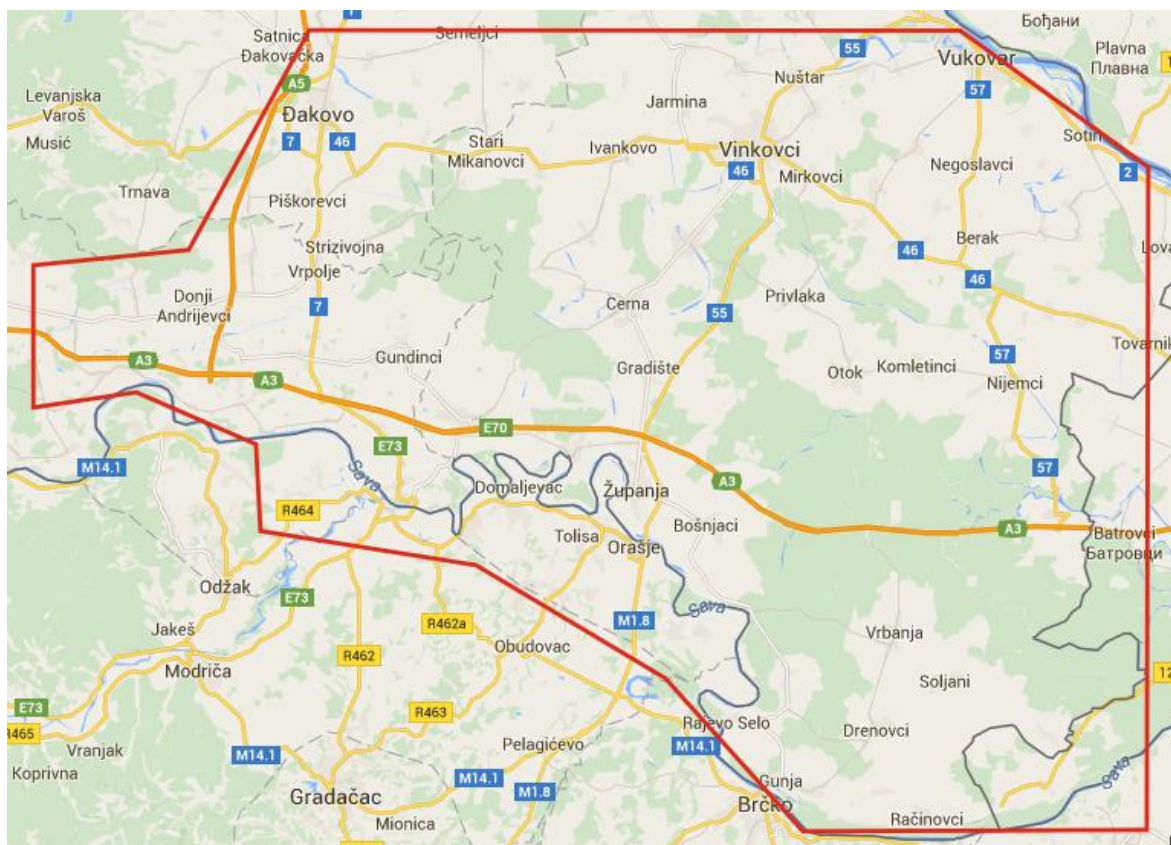 7
Бођани
Satnica
Đakovačka
Semeljci
55
Vukovar
Plavna
Плавна
Nuštar
A5
57
Levanjska
Varoš
Jarmina
Đakovo
Musić
7
46
Stari
Mikanovci
Ivankovo
Vinkovci
Sotin
46
Mirkovci
Negoslavci
2
Trnava
Piškorevci
Strizivojna
Berak
46
Lova
Vrpolje
46
Donji
Andrijevci
7
Cerna
Privlaka
55
Tovarnik
A3
Gundinci
Gradište
Otok
Komletinci
57
Nijemci
A3
E70
E73
M14.1
Sava
57
Domaljevac
Županja
A3
R464
Bošnjaci
A3
Batrovci
Батровци
Tolisa
Orašje
Odžak
E73
Sava
Jakeš
R462a
M1.8
Vrbanja
Modriča
R462
Obudovac
Soljani
12
E73
R463
R465
Rajevo Selo
Drenovci
Vranjak
M14.1
Pelagićevo
M14.1
Koprivna
M14.1
Gunja
Sava
Gradačac
M1.8
Brčko
Mionica
Račinovci